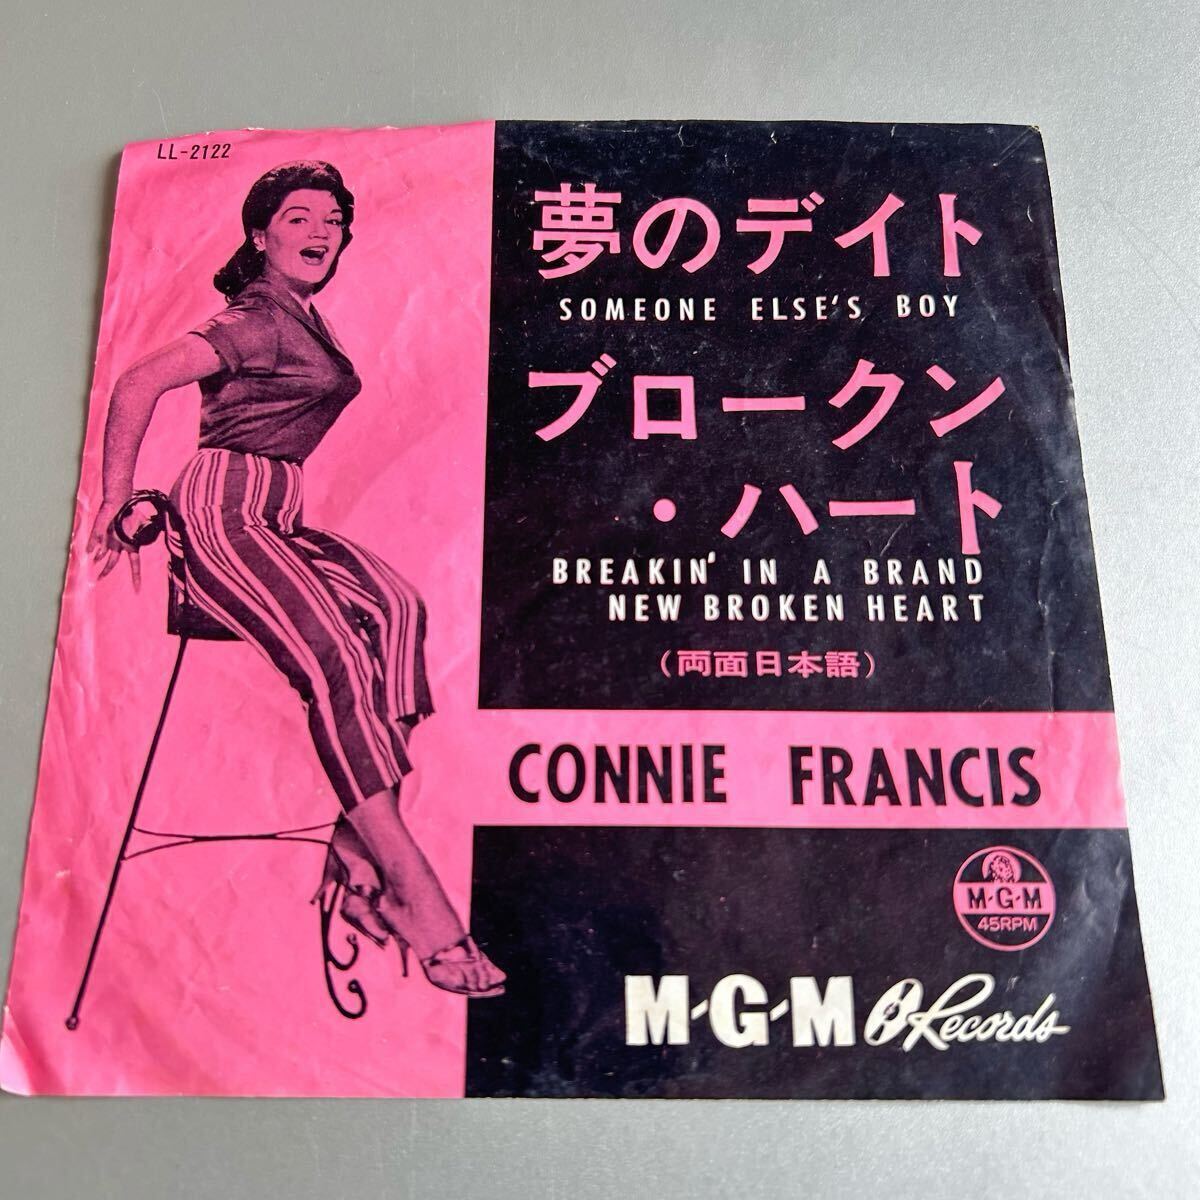 LL-2122
夢のデイト
SOMEONE ELSE'S BOY
ブロークン
・ハート
BREAKIN' IN A BRAND
NEW BROKEN HEART
(両面日本語)
CONNIE FRANCIS
M-G-M
45RPM
M-G-M Records